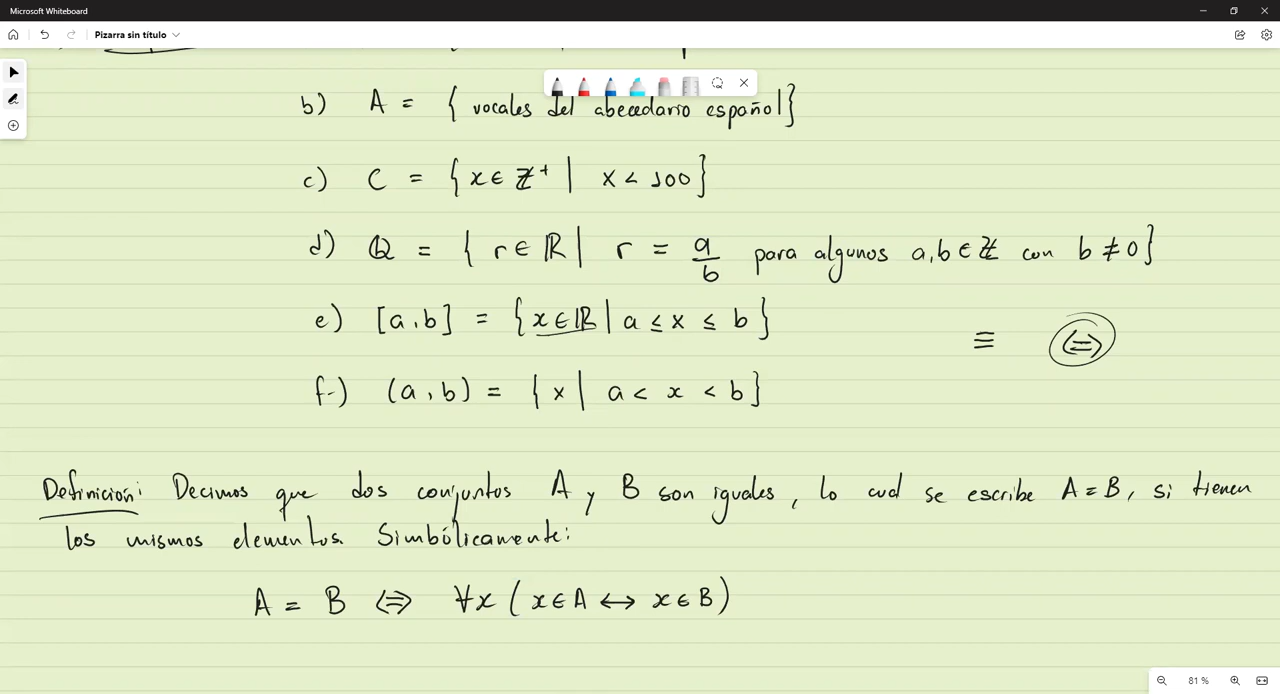 Microsoft Whiteboard
Pizarra sin título
b) A = { vocales del abecedario español}
c) C = {x ∈ ℤ⁺ | x < 100}
d) ℚ = { r ∈ ℝ | r = a/b para algunos a, b ∈ ℤ con b ≠ 0}
e) [a, b] = {x ∈ ℝ | a ≤ x ≤ b}
≡ ⇔
f-) (a, b) = {x | a < x < b}
Definición: Decimos que dos conjuntos A y B son iguales, lo cual se escribe A = B, si tienen
los mismos elementos. Simbólicamente:
A = B ⇔ ∀x (x ∈ A ↔ x ∈ B)
81 %